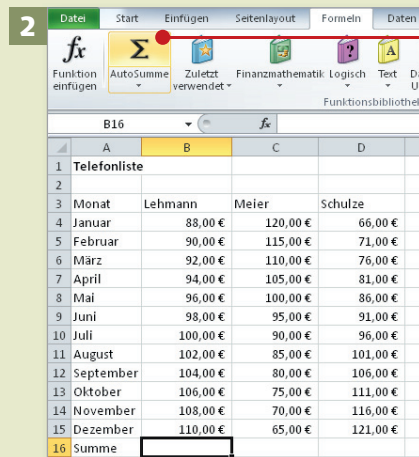 2
Datei Start Einfügen Seitenlayout Formeln Daten
fx Σ ? A
Funktion einfügen AutoSumme Zuletzt verwendet Finanzmathematik Logisch Text
Funktionsbibliothek
B16 fx
A B C D
1 Telefonliste
2
3 Monat Lehmann Meier Schulze
4 Januar 88,00 € 120,00 € 66,00 €
5 Februar 90,00 € 115,00 € 71,00 €
6 März 92,00 € 110,00 € 76,00 €
7 April 94,00 € 105,00 € 81,00 €
8 Mai 96,00 € 100,00 € 86,00 €
9 Juni 98,00 € 95,00 € 91,00 €
10 Juli 100,00 € 90,00 € 96,00 €
11 August 102,00 € 85,00 € 101,00 €
12 September 104,00 € 80,00 € 106,00 €
13 Oktober 106,00 € 75,00 € 111,00 €
14 November 108,00 € 70,00 € 116,00 €
15 Dezember 110,00 € 65,00 € 121,00 €
16 Summe